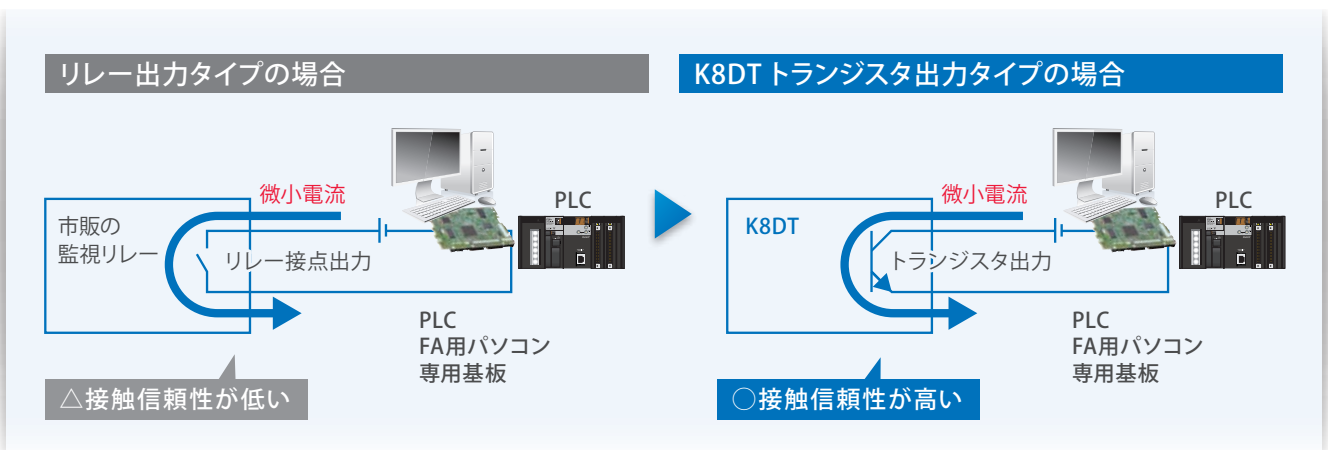 リレー出力タイプの場合
微小電流
PLC
市販の
監視リレー
リレー接点出力
PLC
FA用パソコン
専用基板
△接触信頼性が低い
K8DTトランジスタ出力タイプの場合
微小電流
PLC
K8DT
トランジスタ出力
PLC
FA用パソコン
専用基板
○接触信頼性が高い